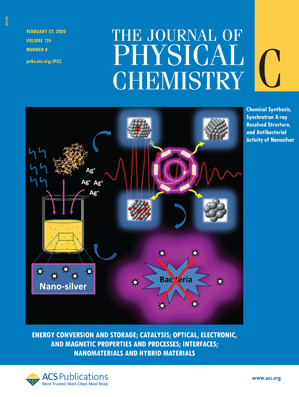 FEBRUARY 27, 2020
VOLUME 124
NUMBER 8
pubs.acs.org/JPCC
THE JOURNAL OF
PHYSICAL
CHEMISTRY
C
Chemical Synthesis,
Synchrotron X-ray
Resolved Structure,
and Antibacterial
Activity of Nanosilver
Ag+
Ag+ Ag+
Ag+
Nano-silver
Bacteria
ENERGY CONVERSION AND STORAGE; CATALYSIS; OPTICAL, ELECTRONIC,
AND MAGNETIC PROPERTIES AND PROCESSES; INTERFACES;
NANOMATERIALS AND HYBRID MATERIALS
ACS Publications
Most Trusted. Most Cited. Most Read.
www.acs.org